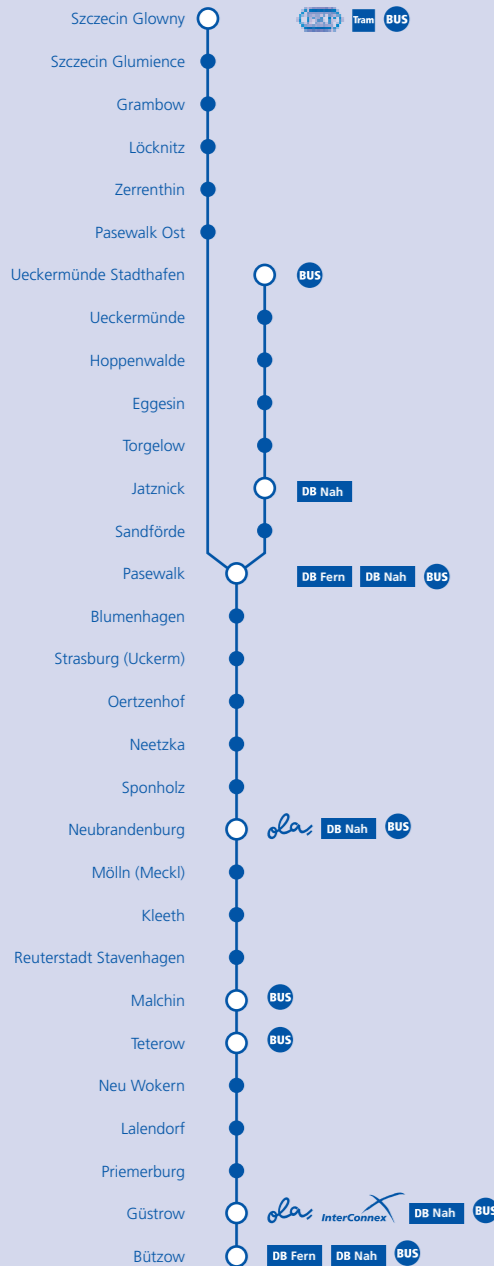 Szczecin Glowny Tram BUS
Szczecin Glumience
Grambow
Löcknitz
Zerrenthin
Pasewalk Ost
Ueckermünde Stadthafen BUS
Ueckermünde
Hoppenwalde
Eggesin
Torgelow
Jatznick DB Nah
Sandförde
Pasewalk DB Fern DB Nah BUS
Blumenhagen
Strasburg (Uckerm)
Oertzenhof
Neetzka
Sponholz
Neubrandenburg ola DB Nah BUS
Mölln (Meckl)
Kleeth
Reuterstadt Stavenhagen
Malchin BUS
Teterow BUS
Neu Wokern
Lalendorf
Priemerburg
Güstrow ola InterConnex DB Nah BUS
Bützow DB Fern DB Nah BUS